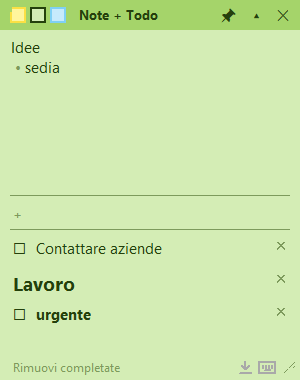 Note + Todo
Idee
• sedia
+
Contattare aziende
Lavoro
urgente
Rimuovi completate